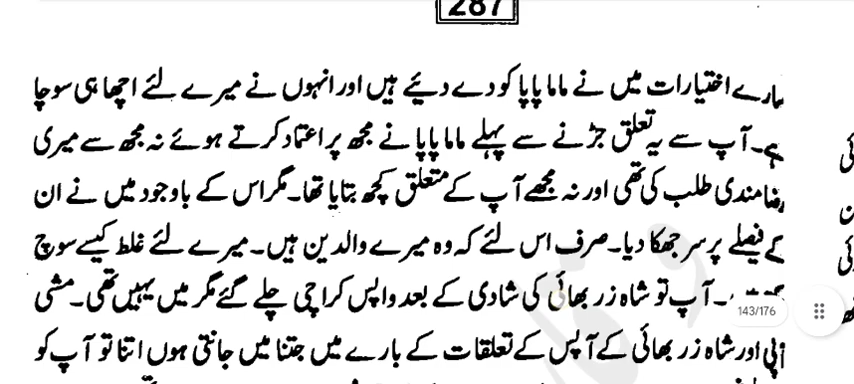 287
سارے اختیارات میں نے ماما پاپا کو دے دیئے ہیں اور انہوں نے میرے لئے اچھا ہی سوچا
ہے۔ آپ سے یہ تعلق جڑنے سے پہلے ماما پاپا نے مجھ پر اعتماد کرتے ہوئے نہ مجھ سے میری
رضامندی طلب کی تھی اور نہ مجھے آپ کے متعلق کچھ بتایا تھا۔ مگر اس کے باوجود میں نے ان
کے فیصلے پر سر جھکا دیا۔ صرف اس لئے کہ وہ میرے والدین ہیں۔ میرے لئے غلط کیسے سوچ
۔ آپ تو شاہ زر بھائی کی شادی کے بعد واپس کراچی چلے گئے مگر میں یہیں تھی۔ مشی
143/176
آپی اور شاہ زر بھائی کے آپس کے تعلقات کے بارے میں جتنا میں جانتی ہوں اتنا تو آپ کو